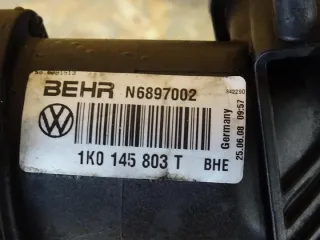 BEHR N6897002
1K0 145 803 T BHE
Germany
25.06.08 09:57